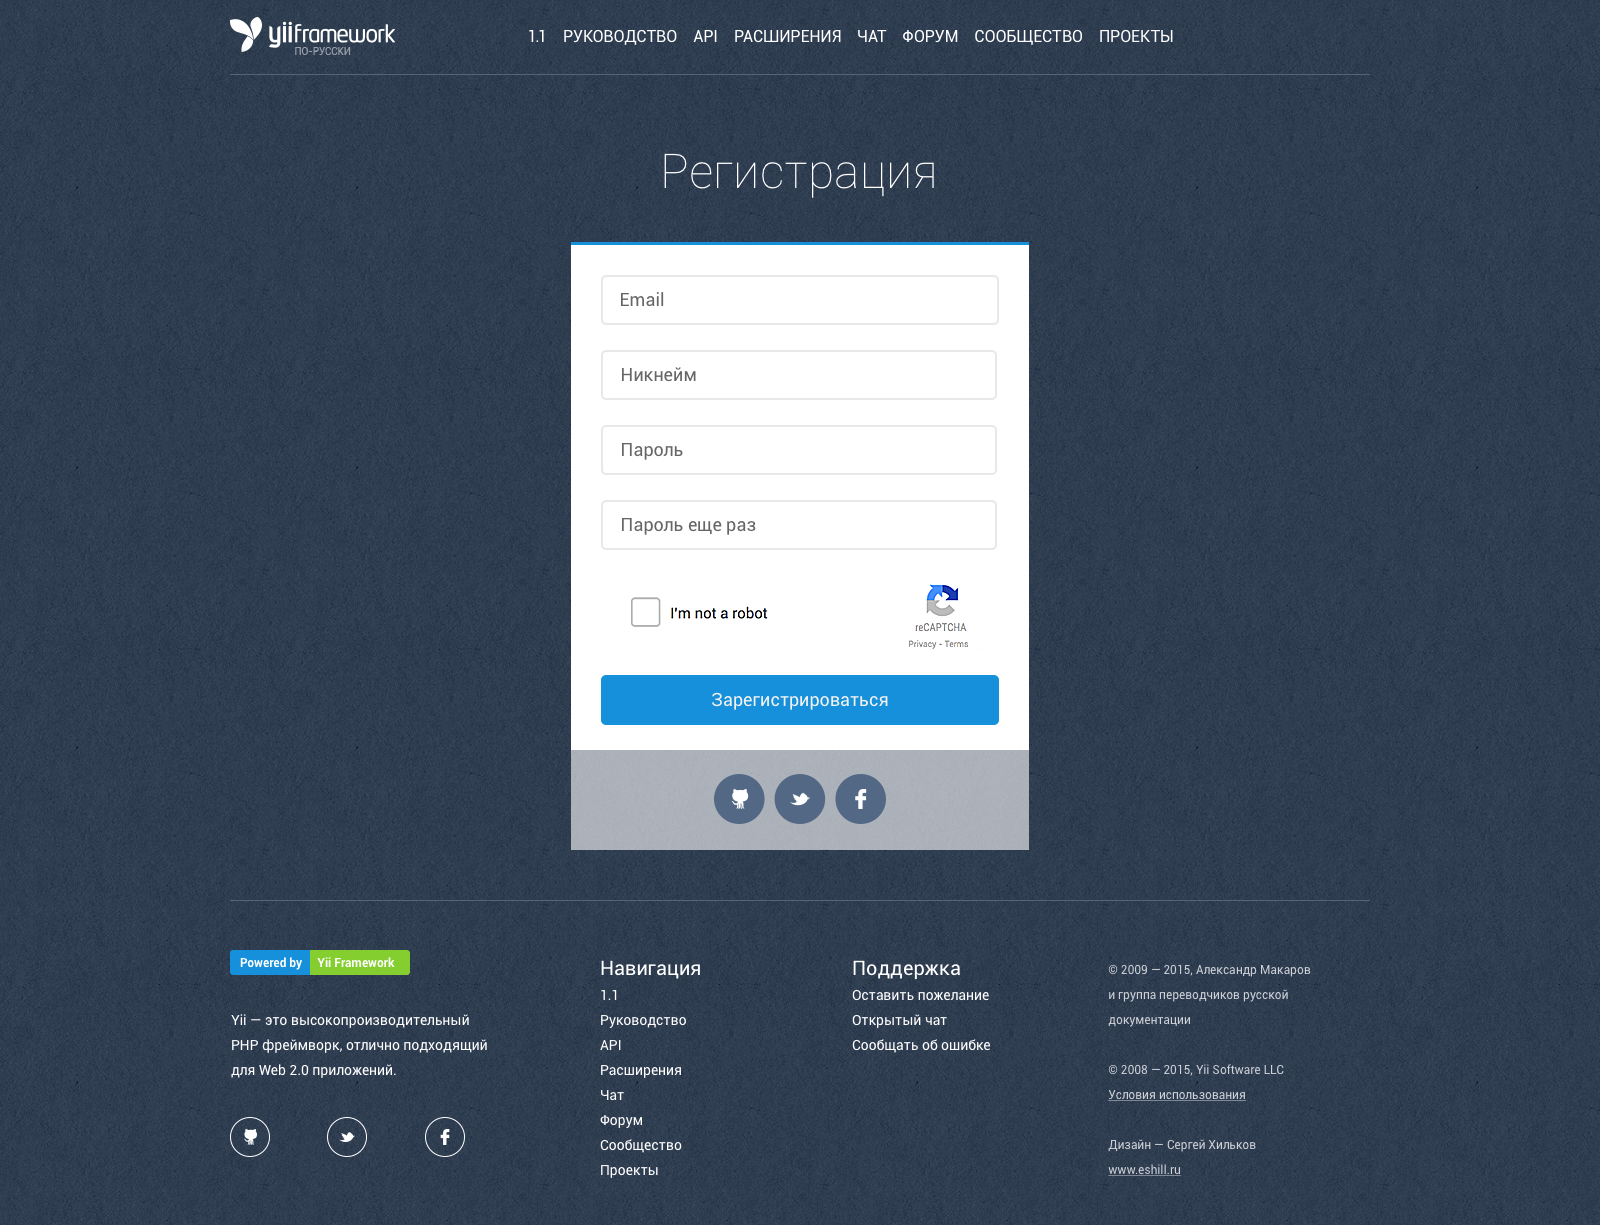 yiiframework
ПО-РУССКИ
1.1 РУКОВОДСТВО API РАСШИРЕНИЯ ЧАТ ФОРУМ СООБЩЕСТВО ПРОЕКТЫ
Регистрация
Email
Никнейм
Пароль
Пароль еще раз
I'm not a robot
reCAPTCHA
Privacy - Terms
Зарегистрироваться
Powered by Yii Framework
Yii — это высокопроизводительный
PHP фреймворк, отлично подходящий
для Web 2.0 приложений.
Навигация
1.1
Руководство
API
Расширения
Чат
Форум
Сообщество
Проекты
Поддержка
Оставить пожелание
Открытый чат
Сообщать об ошибке
© 2009 — 2015, Александр Макаров
и группа переводчиков русской
документации
© 2008 — 2015, Yii Software LLC
Условия использования
Дизайн — Сергей Хильков
www.eshill.ru